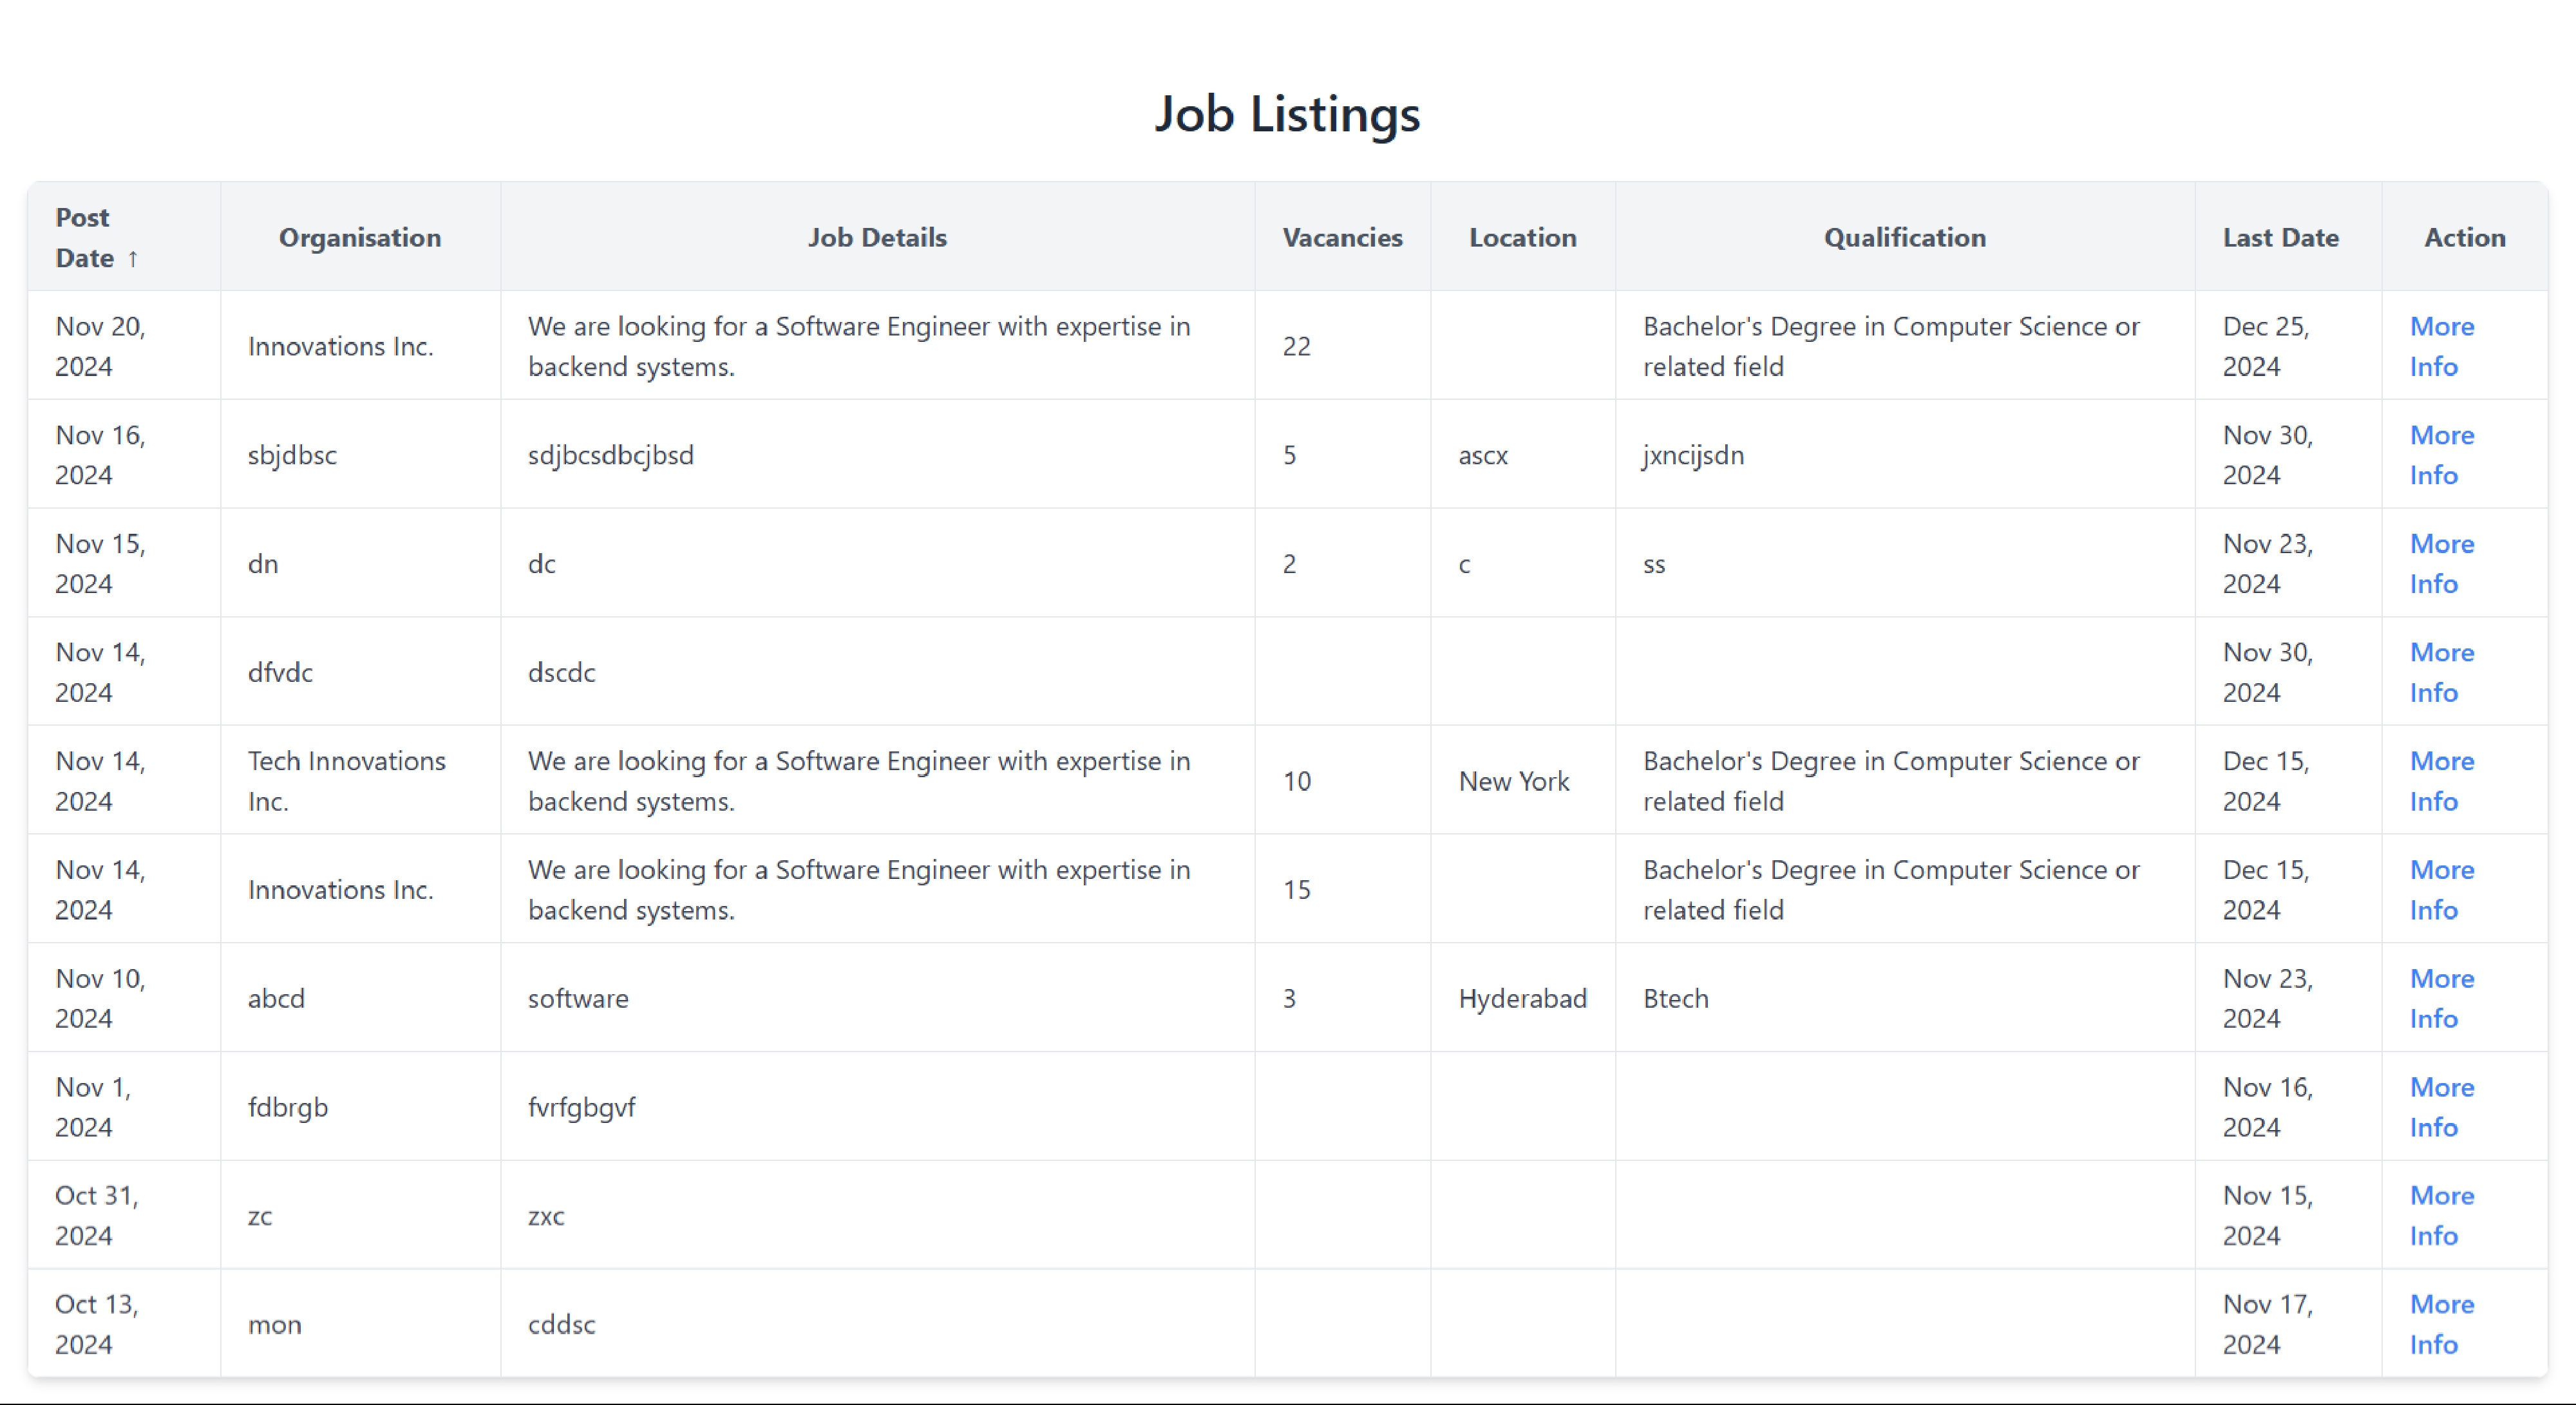 Job Listings
Post Date ↑ Organisation Job Details Vacancies Location Qualification Last Date Action
Nov 20, 2024 Innovations Inc. We are looking for a Software Engineer with expertise in backend systems. 22 Bachelor's Degree in Computer Science or related field Dec 25, 2024 More Info
Nov 16, 2024 sbjdbsc sdjbcsdbcjbsd 5 ascx jxncijsdn Nov 30, 2024 More Info
Nov 15, 2024 dn dc 2 c ss Nov 23, 2024 More Info
Nov 14, 2024 dfvdc dscdc Nov 30, 2024 More Info
Nov 14, 2024 Tech Innovations Inc. We are looking for a Software Engineer with expertise in backend systems. 10 New York Bachelor's Degree in Computer Science or related field Dec 15, 2024 More Info
Nov 14, 2024 Innovations Inc. We are looking for a Software Engineer with expertise in backend systems. 15 Bachelor's Degree in Computer Science or related field Dec 15, 2024 More Info
Nov 10, 2024 abcd software 3 Hyderabad Btech Nov 23, 2024 More Info
Nov 1, 2024 fdbrgb fvrfgbgvf Nov 16, 2024 More Info
Oct 31, 2024 zc zxc Nov 15, 2024 More Info
Oct 13, 2024 mon cddsc Nov 17, 2024 More Info